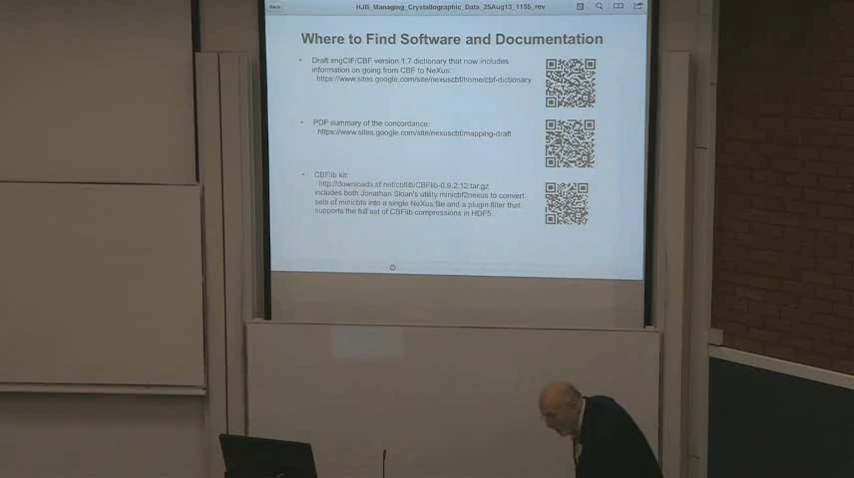 Back
HJB_Managing_Crystallographic_Data_25Aug13_1155_rev
Where to Find Software and Documentation
• Draft imgCIF/CBF version 1.7 dictionary that now includes
information on going from CBF to NeXus:
https://www.sites.google.com/site/nexuscbf/home/cbf-dictionary
• PDF summary of the concordance:
https://www.sites.google.com/site/nexuscbf/mapping-draft
• CBFlib kit:
http://downloads.sf.net/cbflib/CBFlib-0.9.2.12.tar.gz
includes both Jonathan Sloan's utility minicbf2nexus to convert
sets of minicbfs into a single NeXus file and a plugin filter that
supports the full set of CBFlib compressions in HDF5